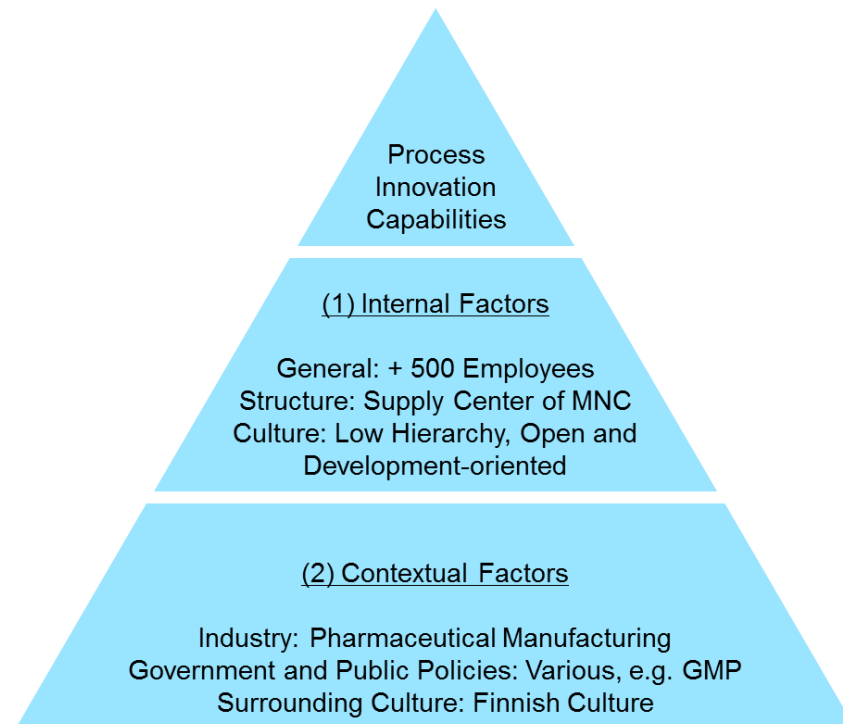 Process
Innovation
Capabilities
(1) Internal Factors
General: + 500 Employees
Structure: Supply Center of MNC
Culture: Low Hierarchy, Open and
Development-oriented
(2) Contextual Factors
Industry: Pharmaceutical Manufacturing
Government and Public Policies: Various, e.g. GMP
Surrounding Culture: Finnish Culture